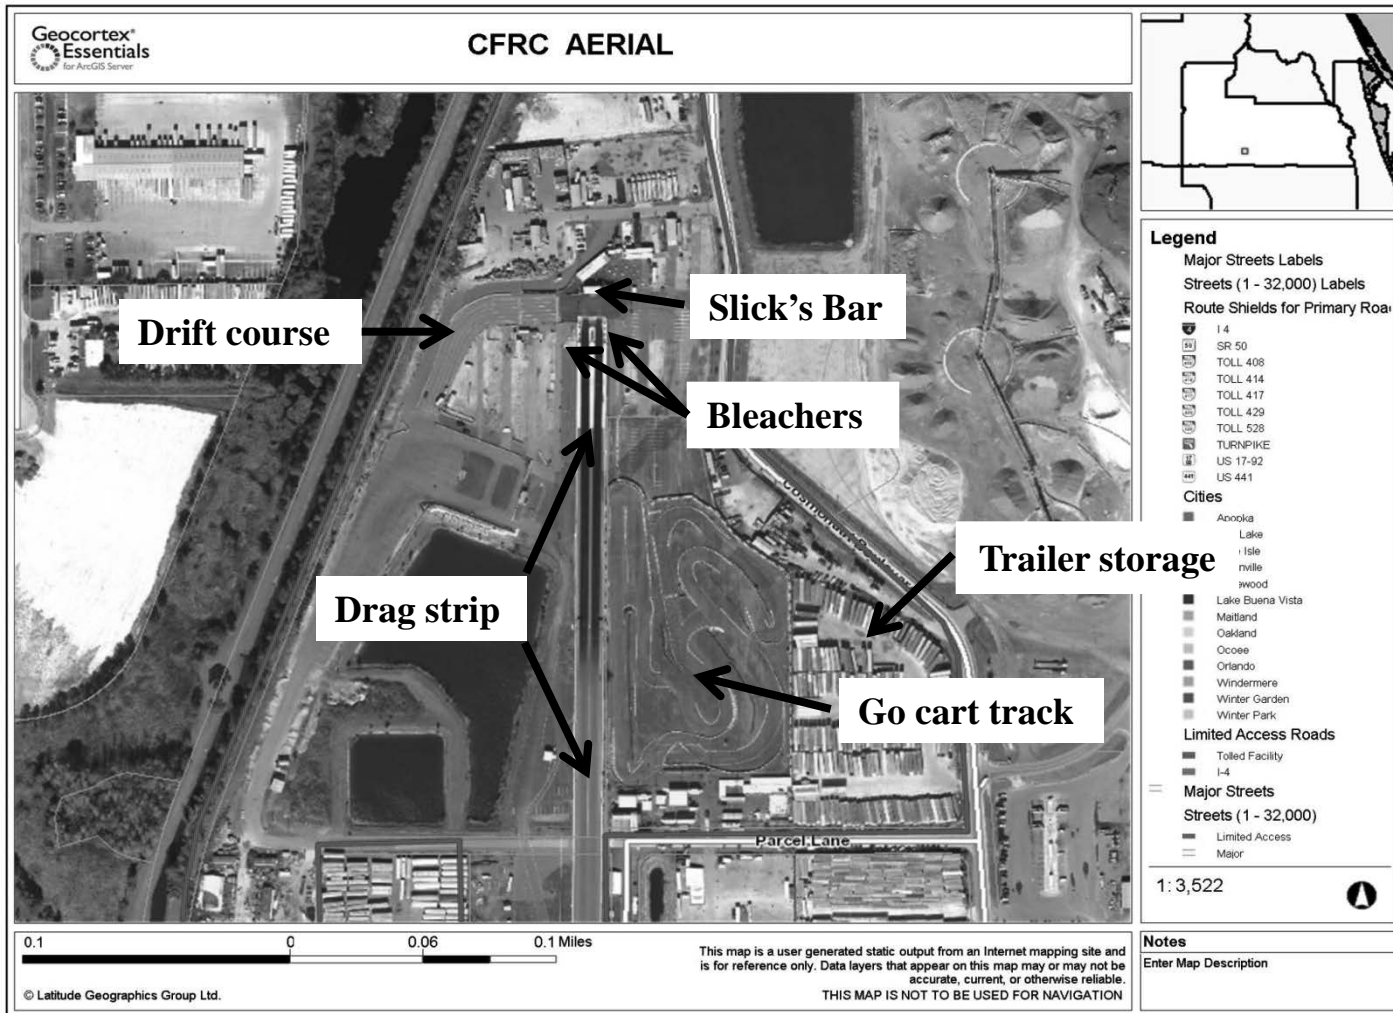 Geocortex®
Essentials
for ArcGIS Server
CFRC AERIAL
Drift course
Slick's Bar
Bleachers
Drag strip
Trailer storage
Go cart track
Parcel Lane
Legend
Major Streets Labels
Streets (1 - 32,000) Labels
Route Shields for Primary Roa
I 4
SR 50
TOLL 408
TOLL 414
TOLL 417
TOLL 429
TOLL 528
TURNPIKE
US 17-92
US 441
Cities
Apopka
Lake
Isle
nville
ewood
Lake Buena Vista
Maitland
Oakland
Ocoee
Orlando
Windermere
Winter Garden
Winter Park
Limited Access Roads
Tolled Facility
I-4
Major Streets
Streets (1 - 32,000)
Limited Access
Major
1: 3,522
0.1 0 0.06 0.1 Miles
© Latitude Geographics Group Ltd.
This map is a user generated static output from an Internet mapping site and
is for reference only. Data layers that appear on this map may or may not be
accurate, current, or otherwise reliable.
THIS MAP IS NOT TO BE USED FOR NAVIGATION
Notes
Enter Map Description